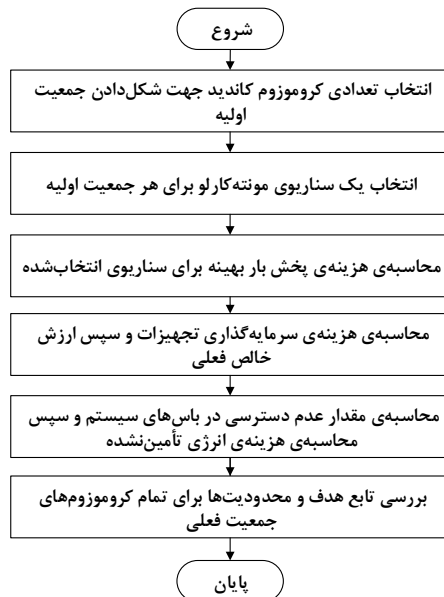 شروع
انتخاب تعدادی کروموزوم کاندید جهت شکل‌دادن جمعیت
اولیه
انتخاب یک سناریوی مونته‌کارلو برای هر جمعیت اولیه
محاسبه‌ی هزینه‌ی پخش بار بهینه برای سناریوی انتخاب‌شده
محاسبه‌ی هزینه‌ی سرمایه‌گذاری تجهیزات و سپس ارزش
خالص فعلی
محاسبه‌ی مقدار عدم دسترسی در باس‌های سیستم و سپس
محاسبه‌ی هزینه‌ی انرژی تأمین‌نشده
بررسی تابع هدف و محدودیت‌ها برای تمام کروموزوم‌های
جمعیت فعلی
پایان